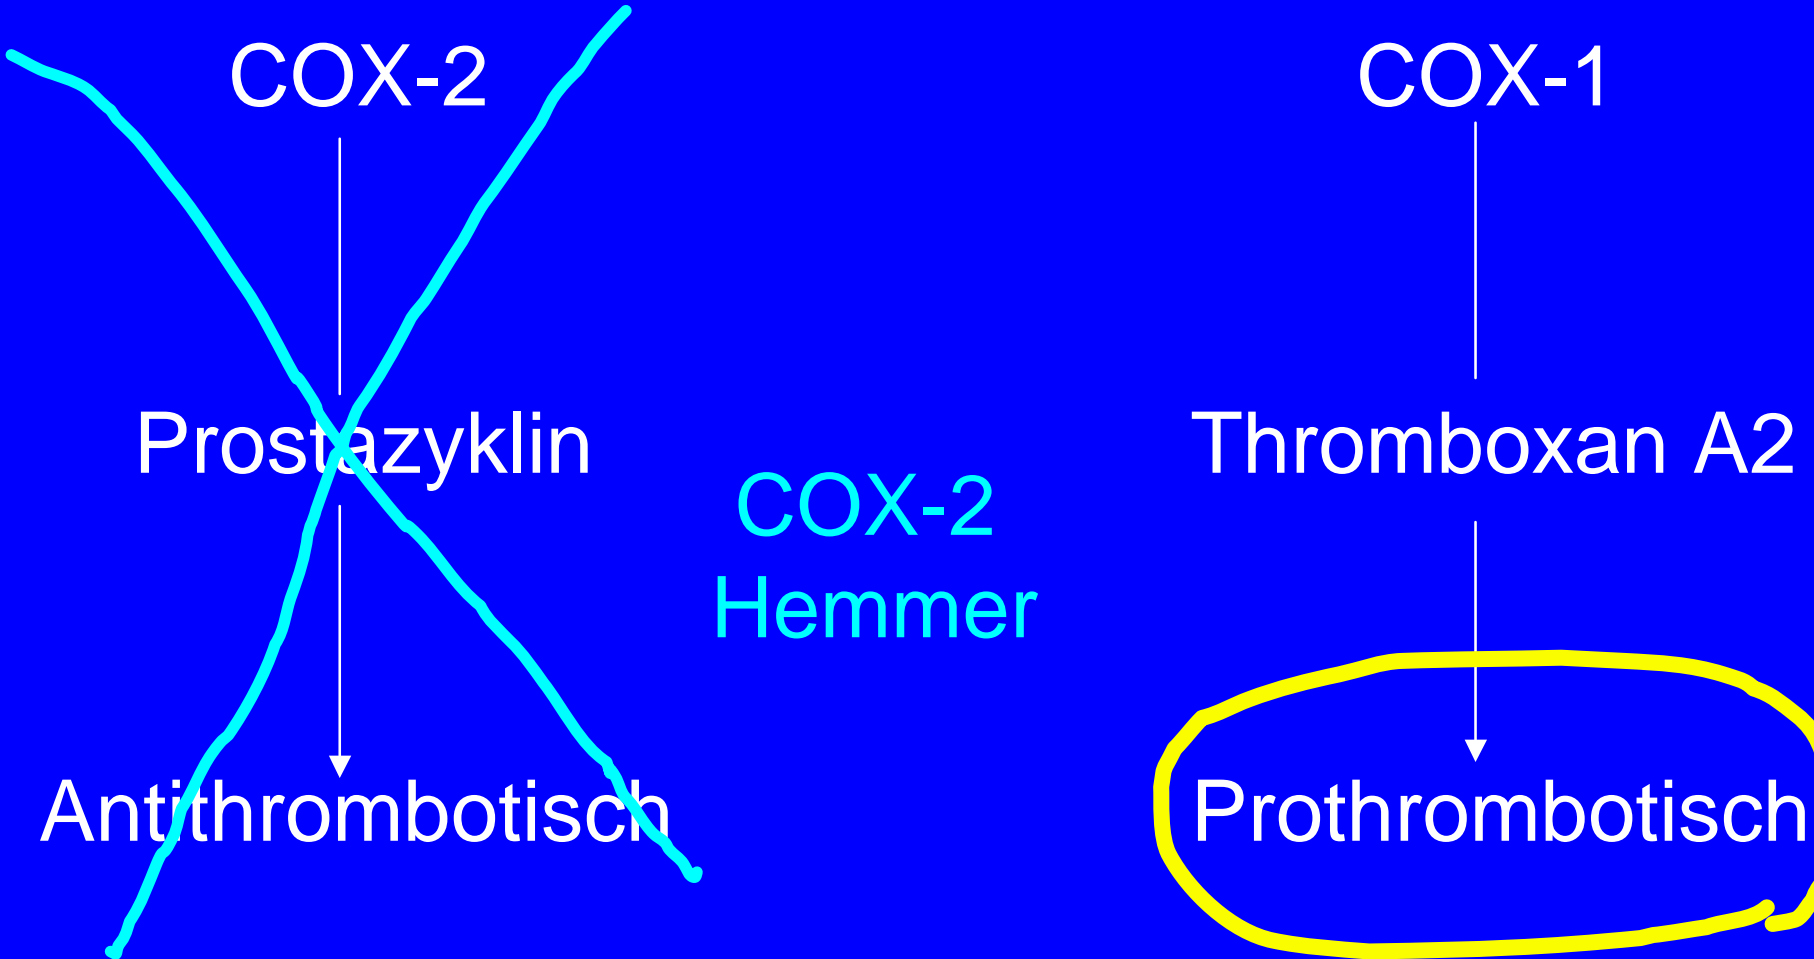 COX-2
COX-1
Prostazyklin
Thromboxan A2
COX-2
Hemmer
Antithrombotisch
Prothrombotisch